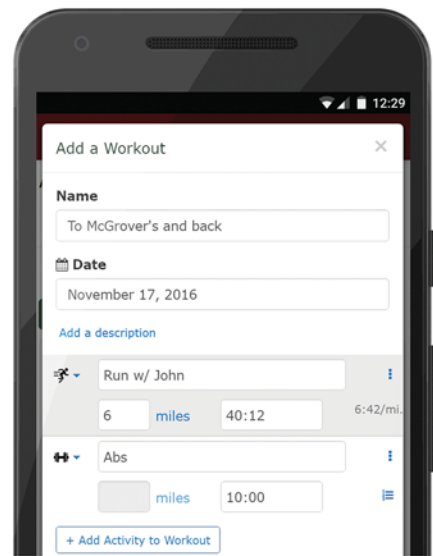 12:29
Add a Workout ×
Name
To McGrover's and back
Date
November 17, 2016
Add a description
Run w/ John
6 miles 40:12 6:42/mi.
Abs
miles 10:00
+ Add Activity to Workout